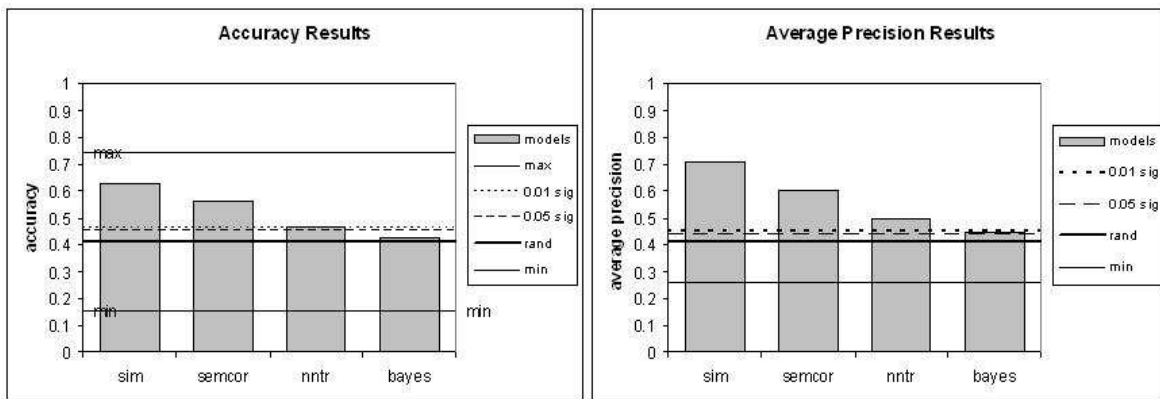 Accuracy Results
1
0.9
0.8
0.7
0.6
0.5
0.4
0.3
0.2
0.1
0
accuracy
max
min
min
sim semcor nntr bayes
models
max
0.01 sig
0.05 sig
rand
min
Average Precision Results
1
0.9
0.8
0.7
0.6
0.5
0.4
0.3
0.2
0.1
0
average precision
sim semcor nntr bayes
models
0.01 sig
0.05 sig
rand
min